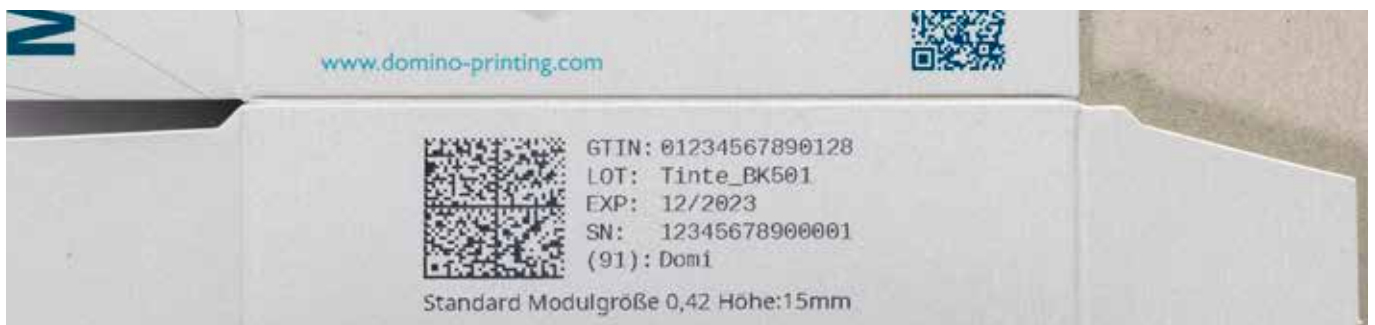 www.domino-printing.com
GTIN: 01234567890128
LOT: Tinte_BK501
EXP: 12/2023
SN: 12345678900001
(91): Domi
Standard Modulgröße 0,42 Höhe:15mm